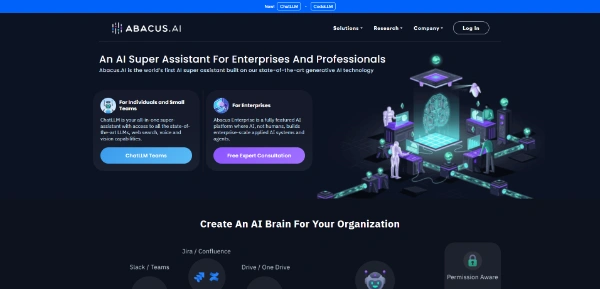 New! ChatLLM - CodeLLM
ABACUS.AI
Solutions Research Company Log In
An AI Super Assistant For Enterprises And Professionals
Abacus.AI is the world's first AI super assistant built on our state-of-the-art generative AI technology
For Individuals and Small
Teams
ChatLLM is your all-in-one super
assistant with access to all the state-of-
the-art LLMs, web search, voice and
vision capabilities.
ChatLLM Teams
For Enterprises
Abacus Enterprise is a fully featured AI
platform where AI, not humans, builds
enterprise-scale applied AI systems and
agents.
Free Expert Consultation
Create An AI Brain For Your Organization
Jira / Confluence
Slack / Teams
Drive / One Drive
Permission Aware